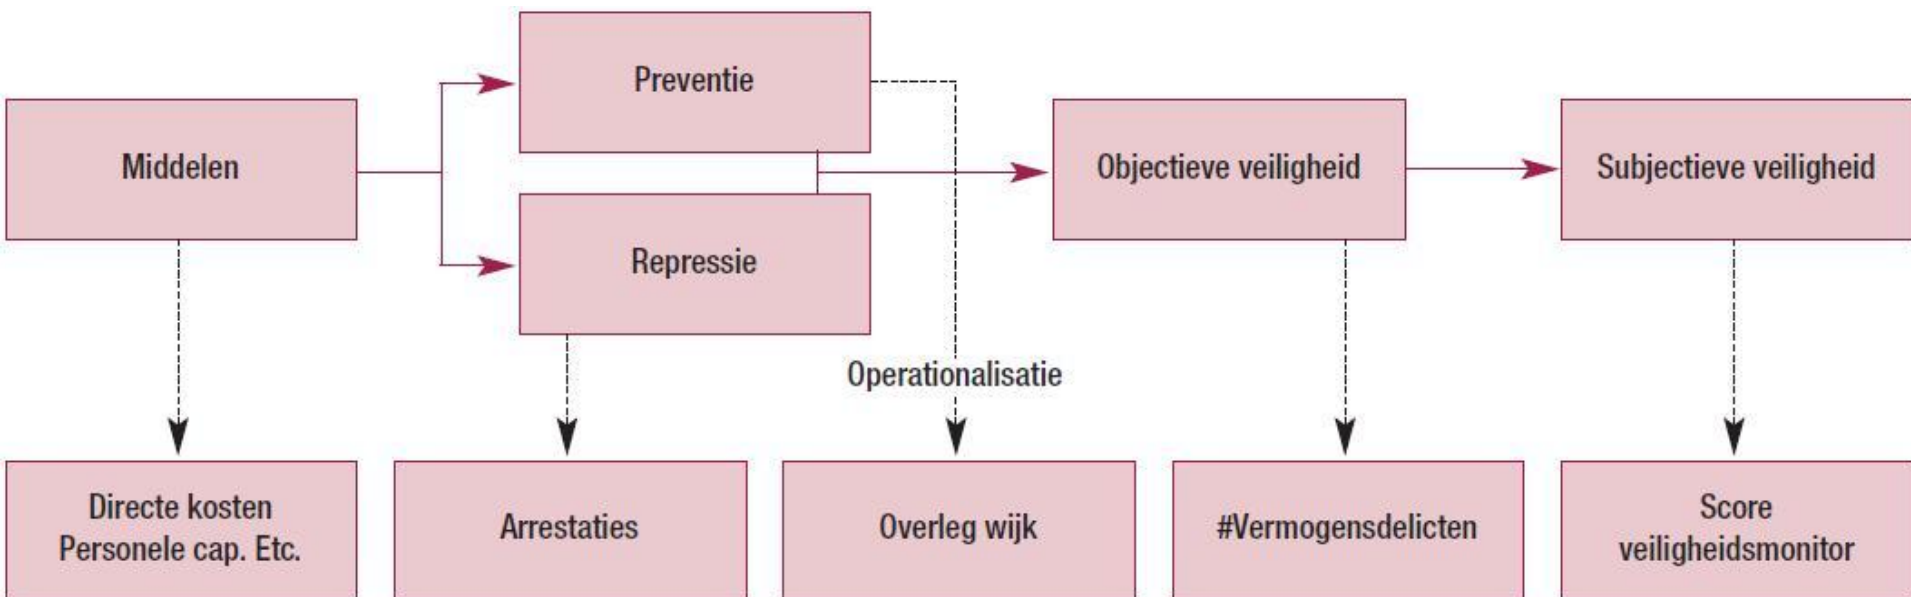 Preventie
Middelen
Objectieve veiligheid
Subjectieve veiligheid
Repressie
Operationalisatie
Directe kosten
Personele cap. Etc.
Arrestaties
Overleg wijk
#Vermogensdelicten
Score
veiligheidsmonitor